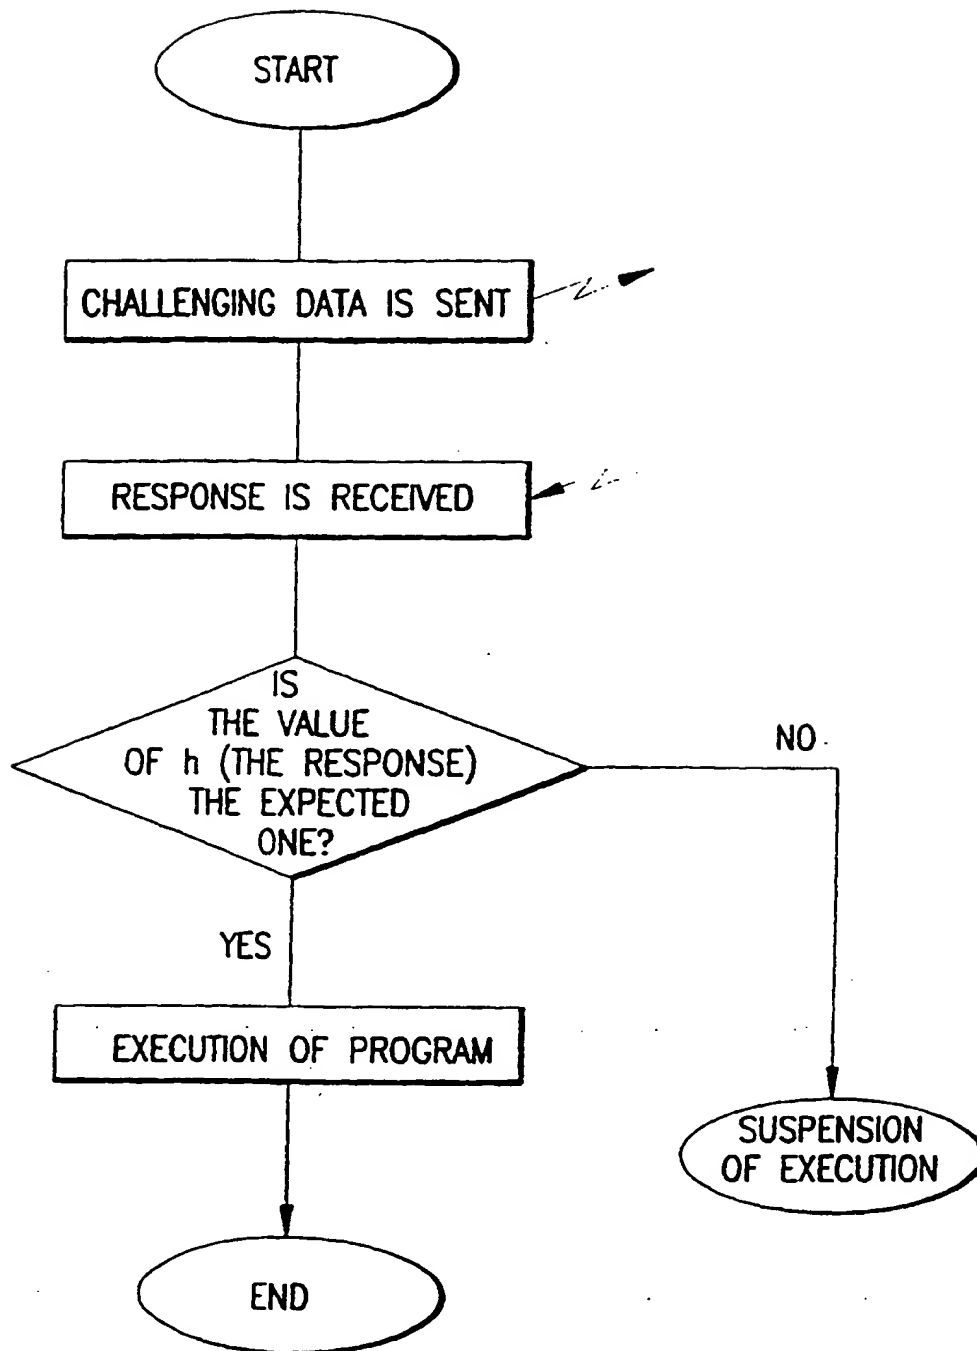 START
CHALLENGING DATA IS SENT
RESPONSE IS RECEIVED
IS
THE VALUE
OF h (THE RESPONSE)
THE EXPECTED
ONE?
NO
YES
EXECUTION OF PROGRAM
SUSPENSION
OF EXECUTION
END